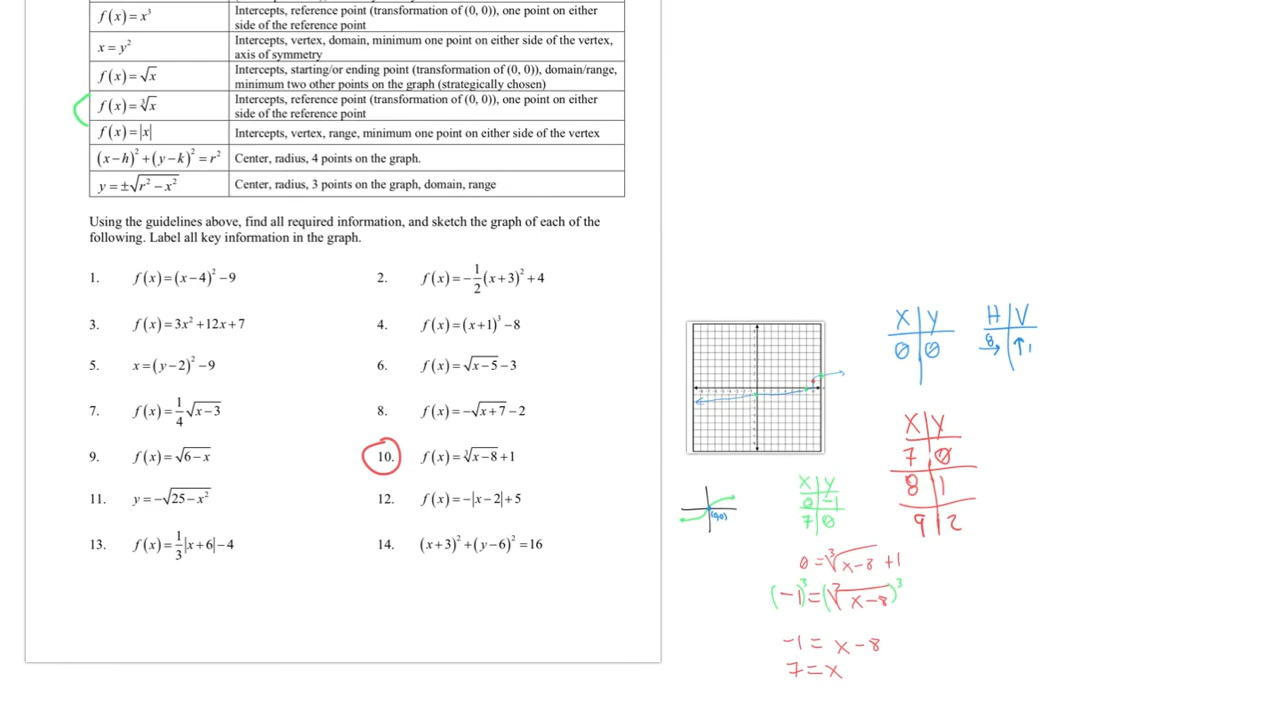 f(x)=x³ Intercepts, reference point (transformation of (0, 0)), one point on either
side of the reference point
x=y² Intercepts, vertex, domain, minimum one point on either side of the vertex,
axis of symmetry
f(x)=√x Intercepts, starting/or ending point (transformation of (0, 0)), domain/range,
minimum two other points on the graph (strategically chosen)
f(x)=∛x Intercepts, reference point (transformation of (0, 0)), one point on either
side of the reference point
f(x)=|x| Intercepts, vertex, range, minimum one point on either side of the vertex
(x−h)²+(y−k)²=r² Center, radius, 4 points on the graph.
y=±√(r²−x²) Center, radius, 3 points on the graph, domain, range
Using the guidelines above, find all required information, and sketch the graph of each of the
following. Label all key information in the graph.
1. f(x)=(x−4)²−9
2. f(x)=−1/2(x+3)²+4
3. f(x)=3x²+12x+7
4. f(x)=(x+1)³−8
5. x=(y−2)²−9
6. f(x)=√(x−5)−3
7. f(x)=1/4√(x−3)
8. f(x)=−√(x+7)−2
9. f(x)=√(6−x)
10. f(x)=∛(x−8)+1
11. y=−√(25−x²)
12. f(x)=−|x−2|+5
13. f(x)=1/3|x+6|−4
14. (x+3)²+(y−6)²=16
X Y
0 0
H V
8→ ↑1
X Y
7 0
8 1
9 2
(0,0)
X Y
0 −1
7 0
0=∛(x−8)+1
(−1)³=(∛(x−8))³
−1=x−8
7=x